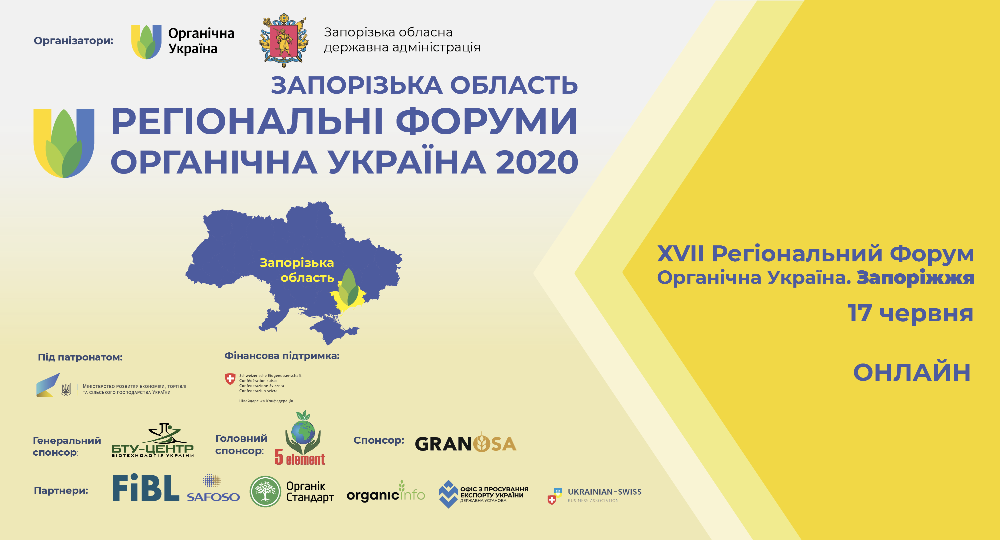 Організатори:
Органічна
Україна
Запорізька обласна
державна адміністрація
ЗАПОРІЗЬКА ОБЛАСТЬ
РЕГІОНАЛЬНІ ФОРУМИ
ОРГАНІЧНА УКРАЇНА 2020
Запорізька
область
XVII Регіональний Форум
Органічна Україна. Запоріжжя
17 червня
ОНЛАЙН
Під патронатом:
Міністерство розвитку економіки, торгівлі
та сільського господарства України
Фінансова підтримка:
Schweizerische Eidgenossenschaft
Confédération suisse
Confederazione Svizzera
Confederaziun svizra
Швейцарська Конфедерація
Генеральний
спонсор:
БТУ-ЦЕНТР
БІОТЕХНОЛОГІЯ УКРАЇНИ
Головний
спонсор:
5 element
Спонсор:
GRANOSA
Партнери:
FiBL
SAFOSO
Органік
Стандарт
organicinfo
ОФІС З ПРОСУВАННЯ
ЕКСПОРТУ УКРАЇНИ
ДЕРЖАВНА УСТАНОВА
UKRAINIAN-SWISS
BUSINESS ASSOCIATION